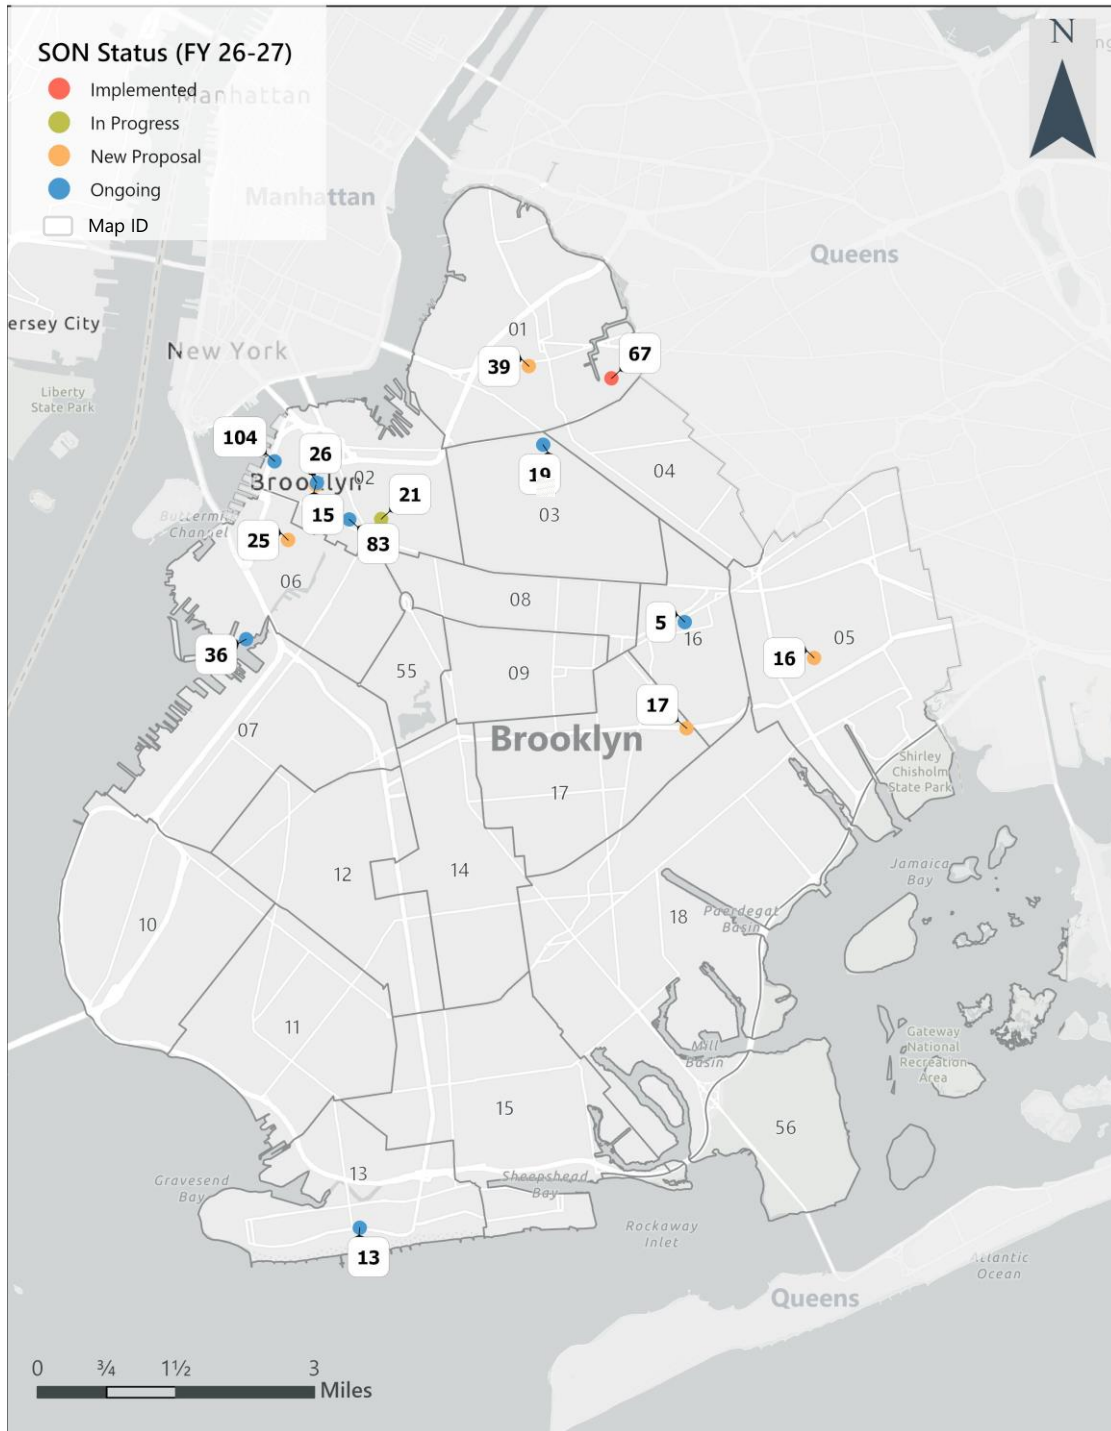 N
SON Status (FY 26-27)
Implemented
In Progress
New Proposal
Ongoing
Map ID
Manhattan
Manhattan
Queens
ersey City
New York
Liberty
State Park
01
39
67
104
26
Brooklyn
02
21
15
83
19
03
04
Buttermi
Channel
25
06
08
5
16
05
16
36
55
09
17
07
Brooklyn
17
Shirley
Chisholm
State Park
12
14
Jamaica
Bay
10
18
Paerdegat
Basin
11
Mill
Basin
Gateway
National
Recreation
Area
15
56
13
Gravesend
Bay
Sheepshead
Bay
Rockaway
Inlet
13
Atlantic
Ocean
Queens
0 ¾ 1½ 3
Miles